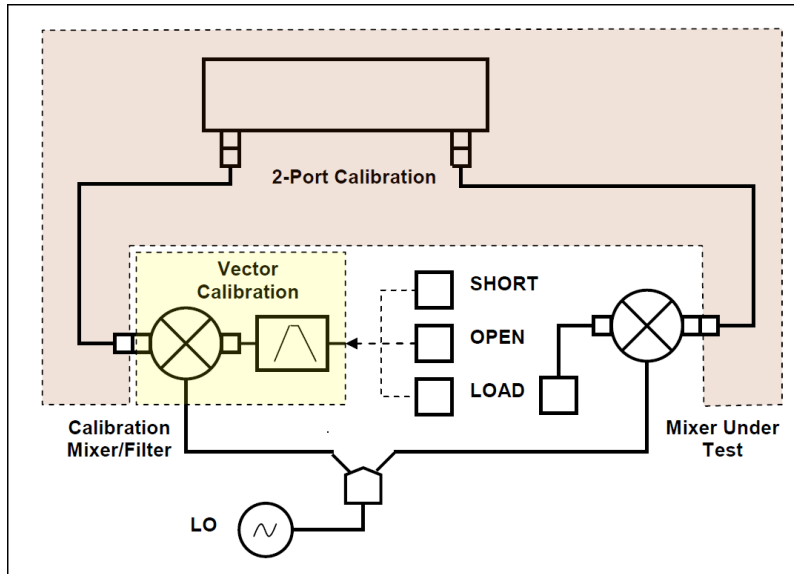 2-Port Calibration
Vector
Calibration
SHORT
OPEN
LOAD
Calibration
Mixer/Filter
Mixer Under
Test
LO